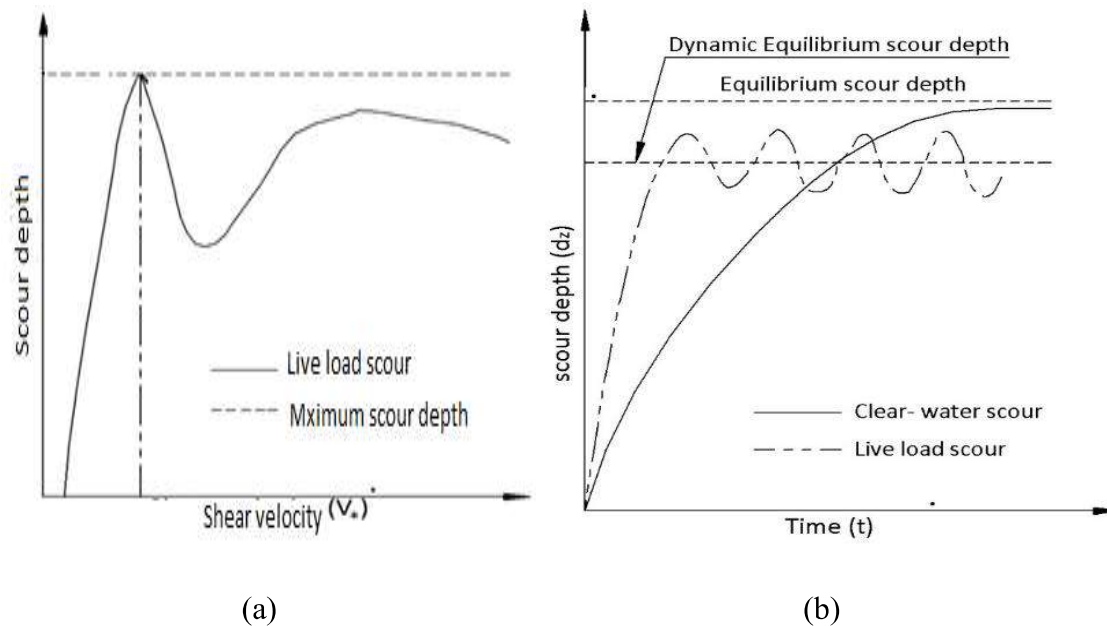 Scour depth
Live load scour
Mximum scour depth
Shear velocity (V*)
(a)
Dynamic Equilibrium scour depth
Equilibrium scour depth
scour depth (dz)
Clear- water scour
Live load scour
Time (t)
(b)